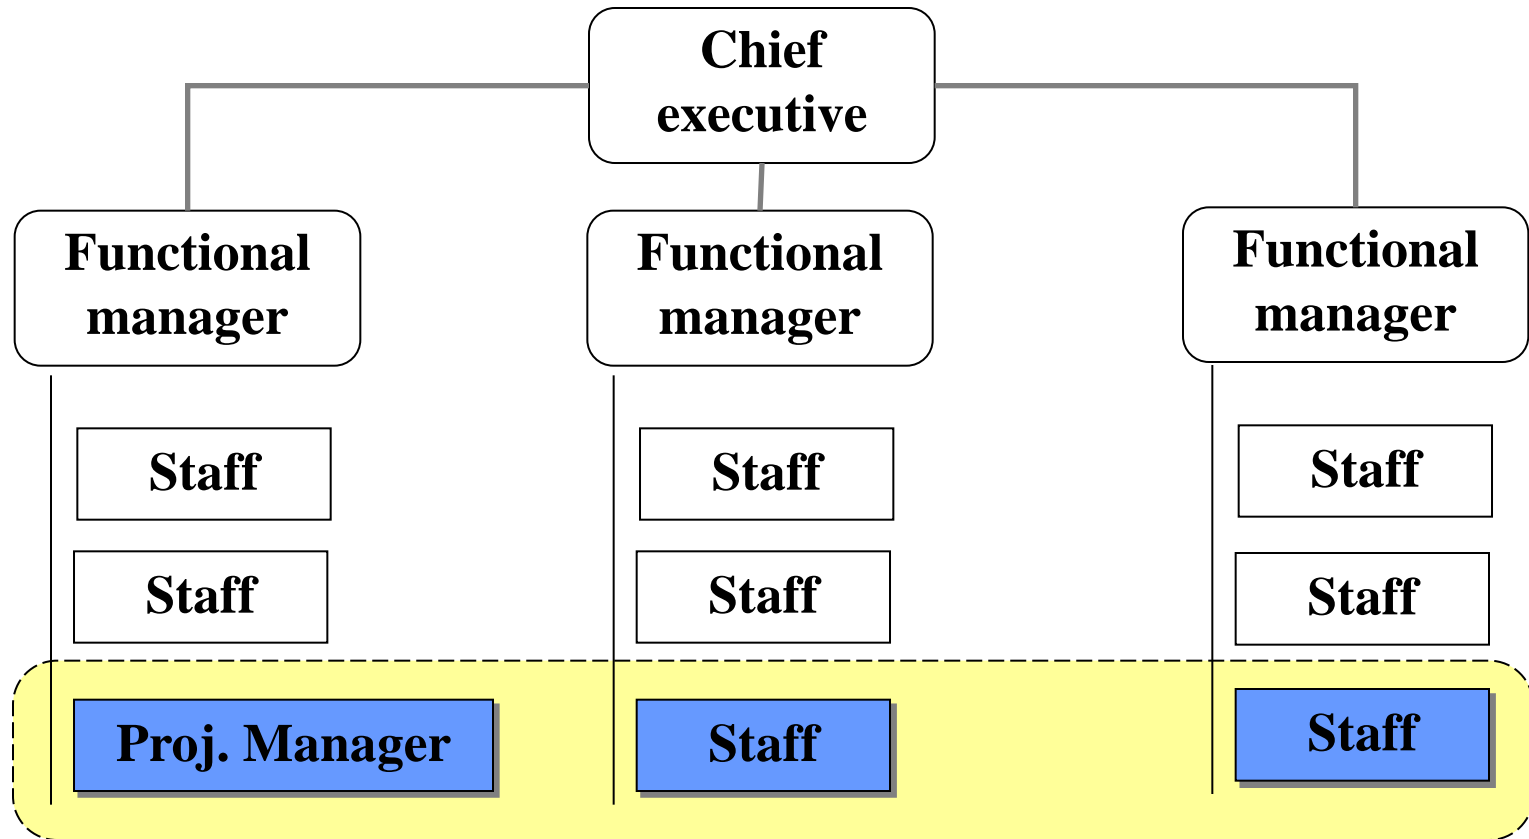 Chief
executive
Functional
manager
Functional
manager
Functional
manager
Staff
Staff
Staff
Staff
Staff
Staff
Proj. Manager
Staff
Staff